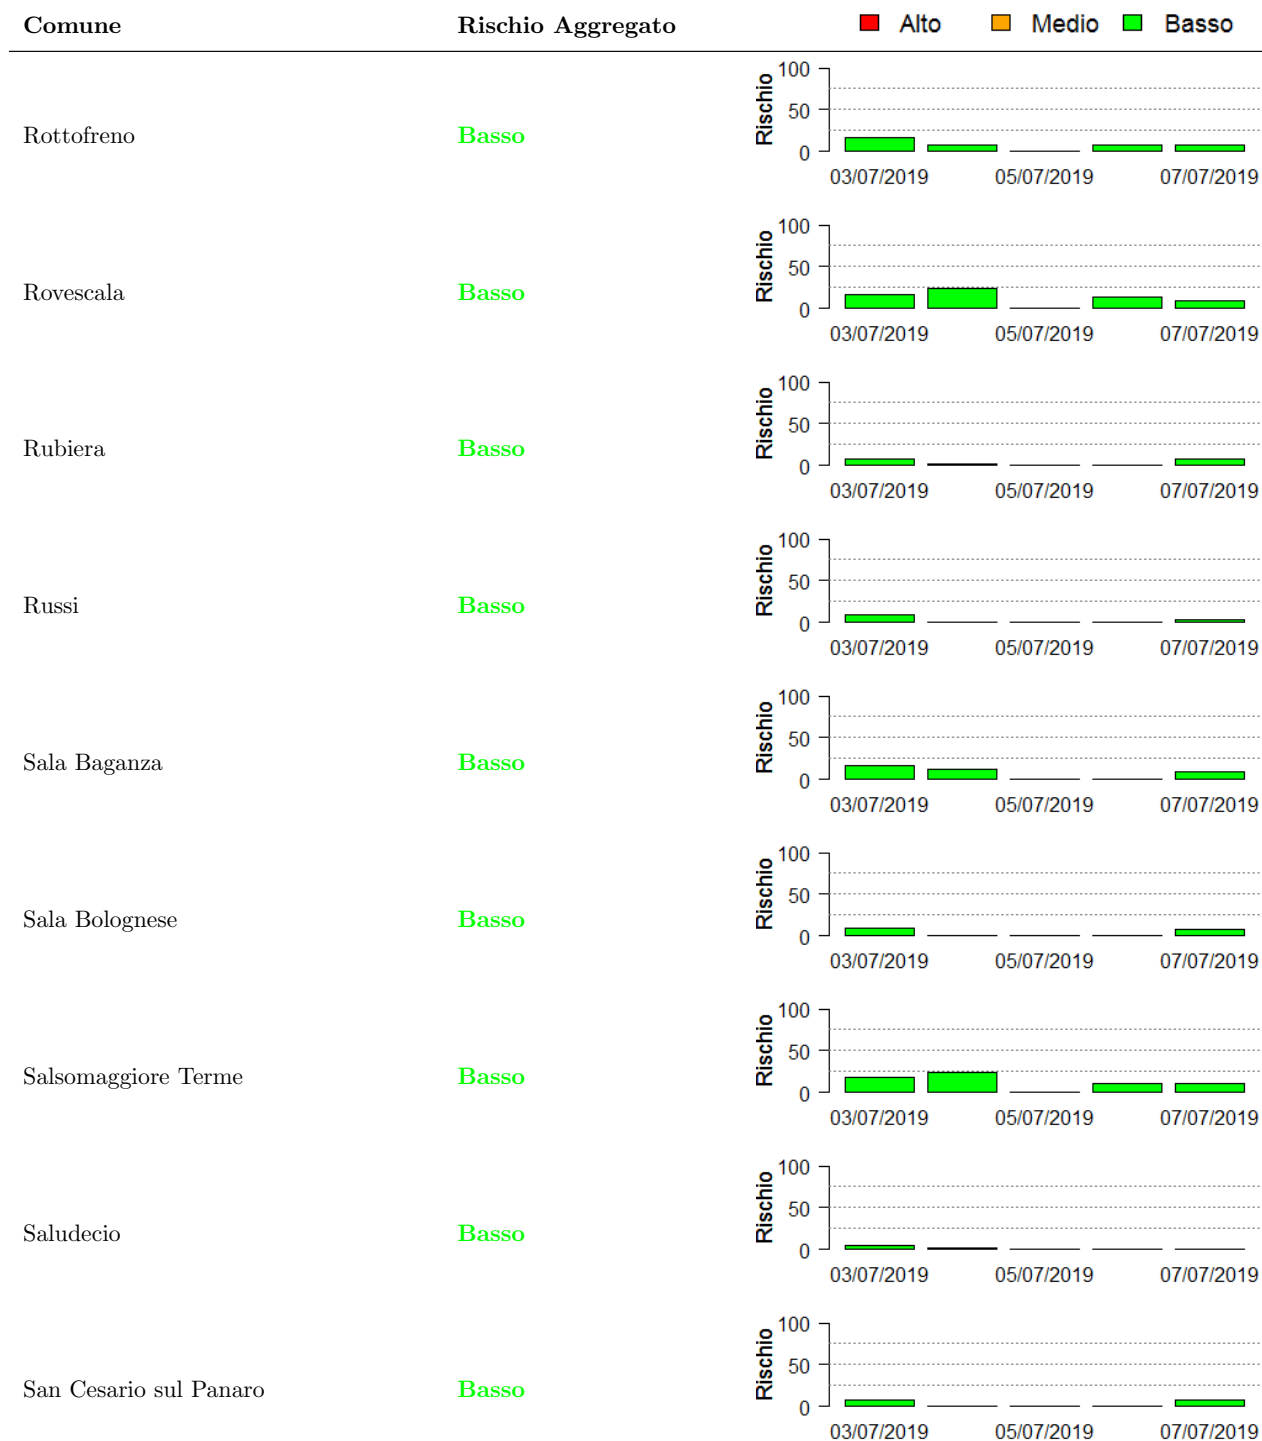 Comune Rischio Aggregato Alto Medio Basso
Rottofreno Basso
Rischio
100
50
0
03/07/2019 05/07/2019 07/07/2019
Rovescala Basso
Rischio
100
50
0
03/07/2019 05/07/2019 07/07/2019
Rubiera Basso
Rischio
100
50
0
03/07/2019 05/07/2019 07/07/2019
Russi Basso
Rischio
100
50
0
03/07/2019 05/07/2019 07/07/2019
Sala Baganza Basso
Rischio
100
50
0
03/07/2019 05/07/2019 07/07/2019
Sala Bolognese Basso
Rischio
100
50
0
03/07/2019 05/07/2019 07/07/2019
Salsomaggiore Terme Basso
Rischio
100
50
0
03/07/2019 05/07/2019 07/07/2019
Saludecio Basso
Rischio
100
50
0
03/07/2019 05/07/2019 07/07/2019
San Cesario sul Panaro Basso
Rischio
100
50
0
03/07/2019 05/07/2019 07/07/2019